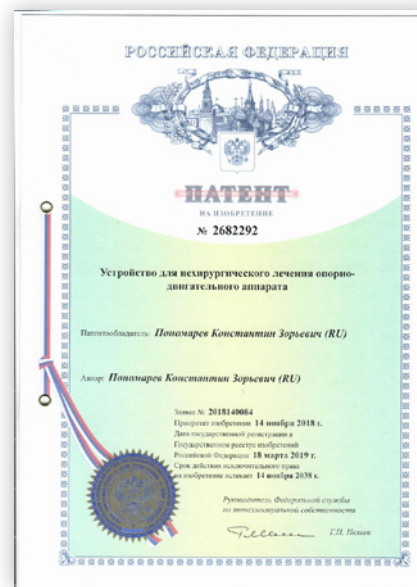 РОССИЙСКАЯ ФЕДЕРАЦИЯ
ПАТЕНТ
НА ИЗОБРЕТЕНИЕ
№ 2682292
Устройство для нехирургического лечения опорно-
двигательного аппарата
Патентообладатель: Пономарев Константин Зорьевич (RU)
Автор: Пономарев Константин Зорьевич (RU)
Заявка № 2018140084
Приоритет изобретения 14 ноября 2018 г.
Дата государственной регистрации в
Государственном реестре изобретений
Российской Федерации 18 марта 2019 г.
Срок действия исключительного права
на изобретение истекает 14 ноября 2038 г.
Руководитель Федеральной службы
по интеллектуальной собственности
Г.П. Ивлиев